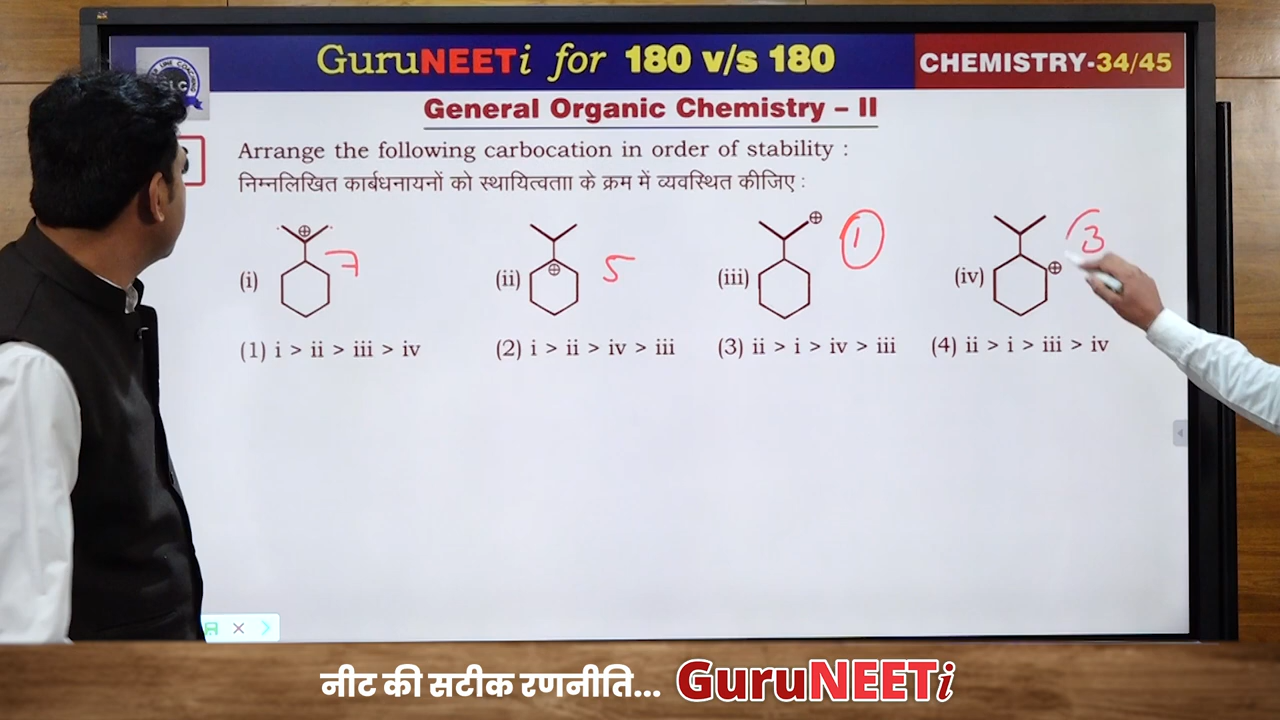 GuruNEETi for 180 v/s 180
CHEMISTRY-34/45
General Organic Chemistry – II
Arrange the following carbocation in order of stability :
निम्नलिखित कार्बधनायनों को स्थायित्वताा के क्रम में व्यवस्थित कीजिए :
(i) 7 (ii) 5 (iii) 1 (iv) 3
(1) i > ii > iii > iv (2) i > ii > iv > iii (3) ii > i > iv > iii (4) ii > i > iii > iv
नीट की सटीक रणनीति... GuruNEETi